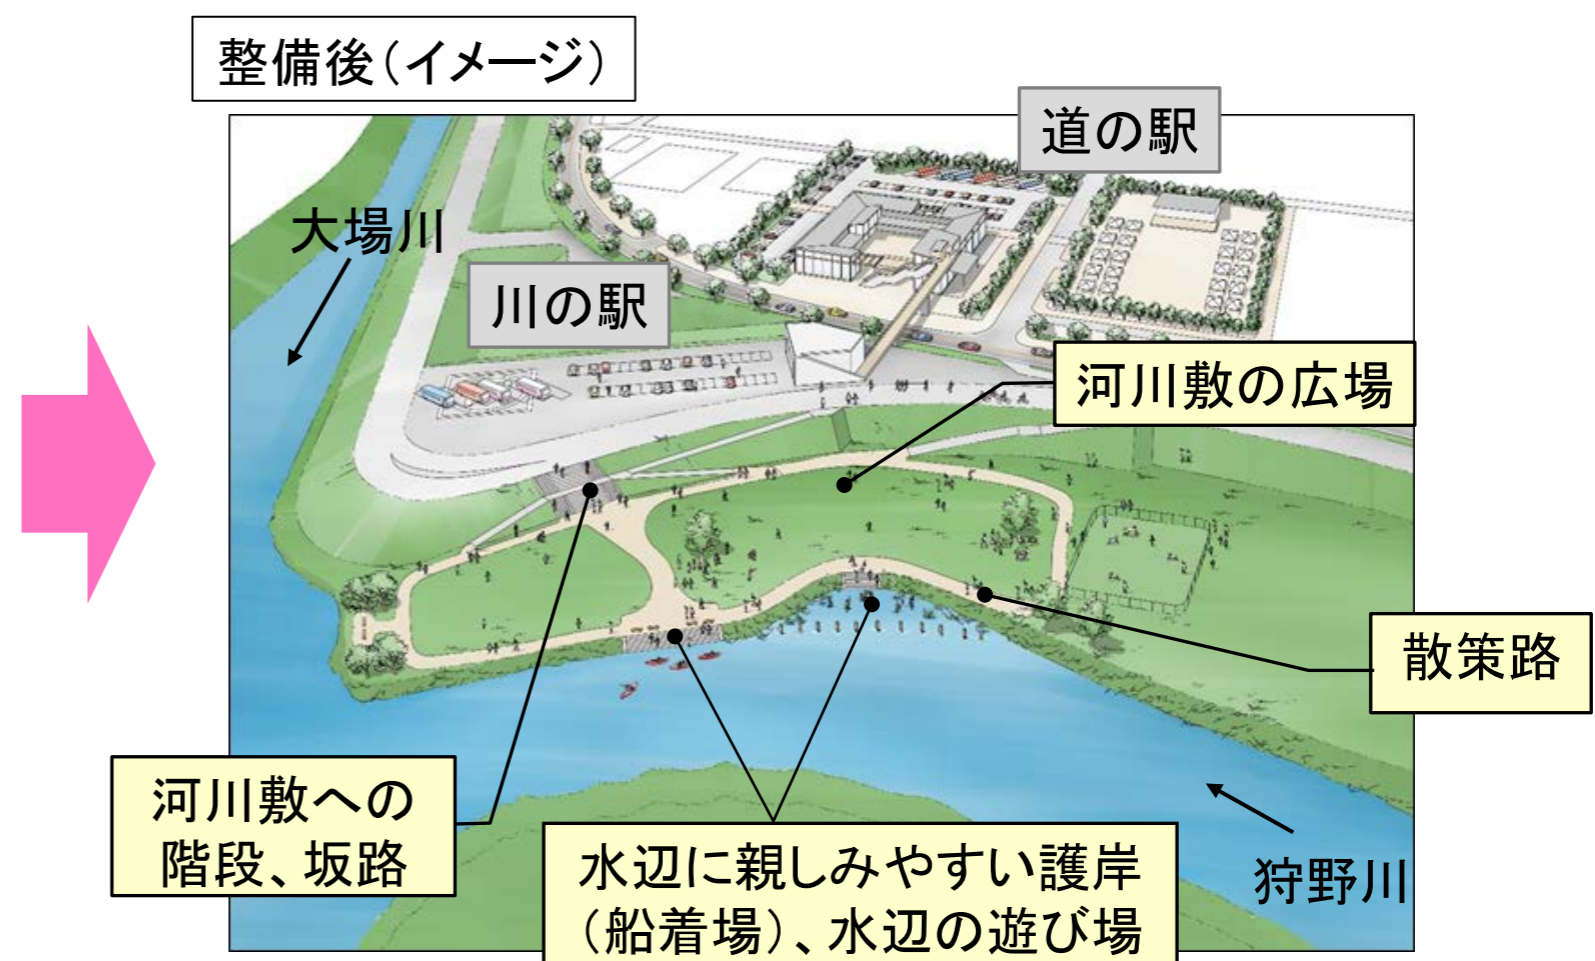 整備後(イメージ)
道の駅
大場川
川の駅
河川敷の広場
散策路
河川敷への
階段、坂路
水辺に親しみやすい護岸
(船着場)、水辺の遊び場
狩野川